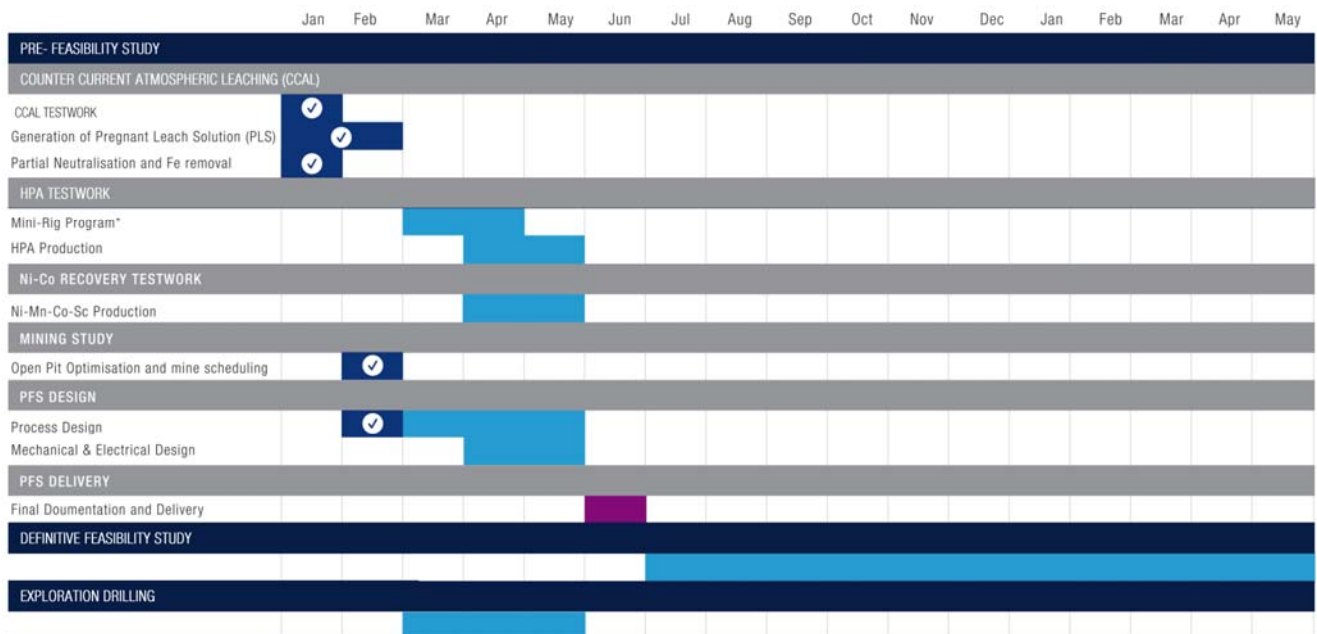 Jan Feb Mar Apr May Jun Jul Aug Sep Oct Nov Dec Jan Feb Mar Apr May
PRE- FEASIBILITY STUDY
COUNTER CURRENT ATMOSPHERIC LEACHING (CCAL)
CCAL TESTWORK
Generation of Pregnant Leach Solution (PLS)
Partial Neutralisation and Fe removal
HPA TESTWORK
Mini-Rig Program*
HPA Production
Ni-Co RECOVERY TESTWORK
Ni-Mn-Co-Sc Production
MINING STUDY
Open Pit Optimisation and mine scheduling
PFS DESIGN
Process Design
Mechanical & Electrical Design
PFS DELIVERY
Final Doumentation and Delivery
DEFINITIVE FEASIBILITY STUDY
EXPLORATION DRILLING